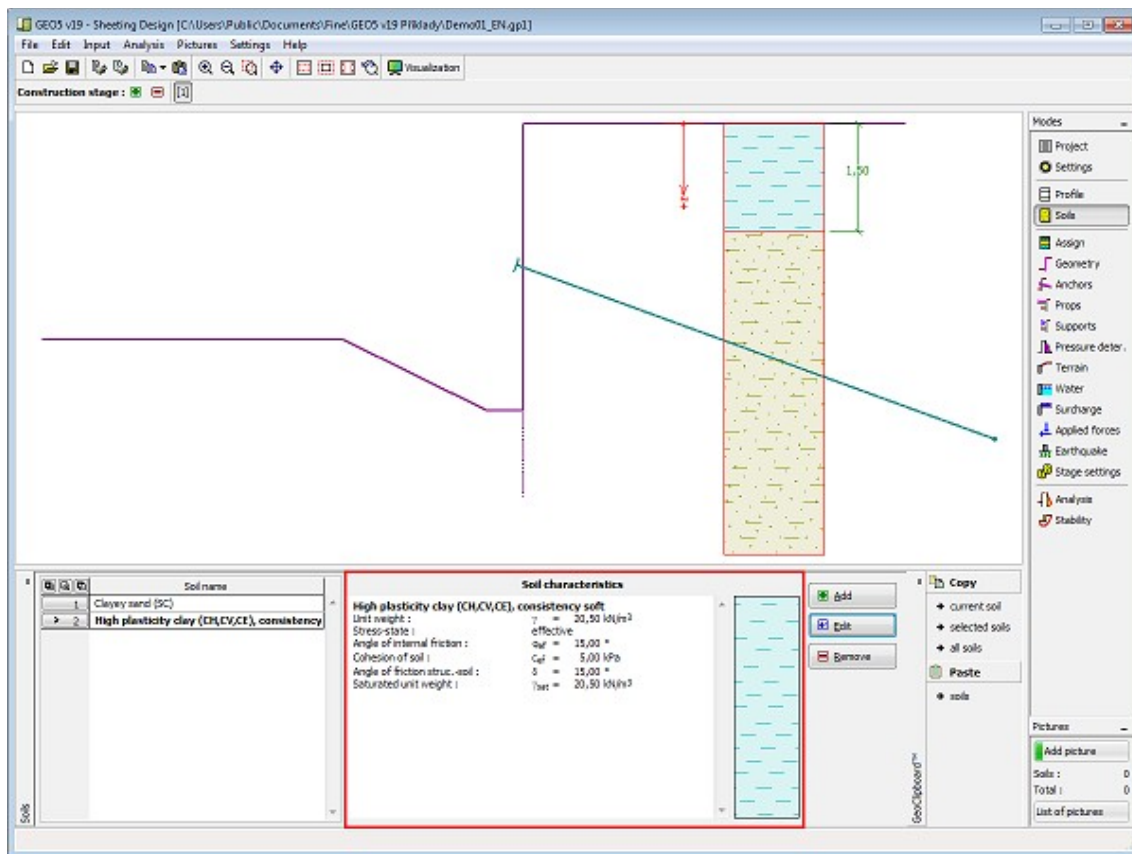 GEO5 v19 - Sheeting Design [C:\Users\Public\Documents\Fine\GEO5 v19 Příklady\Demo01_EN.gp1]
File Edit Input Analysis Pictures Settings Help
Visualization
Construction stage : [1]
1,50
+z
Modes
Project
Settings
Profile
Soils
Assign
Geometry
Anchors
Props
Supports
Pressure deter.
Terrain
Water
Surcharge
Applied forces
Earthquake
Stage settings
Analysis
Stability
Soils
Soil name
1 Clayey sand (SC)
> 2 High plasticity clay (CH,CV,CE), consistency
Soil characteristics
High plasticity clay (CH,CV,CE), consistency soft
Unit weight : γ = 20,50 kN/m³
Stress-state : effective
Angle of internal friction : φef = 15,00 °
Cohesion of soil : cef = 5,00 kPa
Angle of friction struc.-soil : δ = 15,00 °
Saturated unit weight : γsat = 20,50 kN/m³
Add
Edit
Remove
GeoClipboard™
Copy
current soil
selected soils
all soils
Paste
soils
Pictures
Add picture
Soils : 0
Total : 0
List of pictures